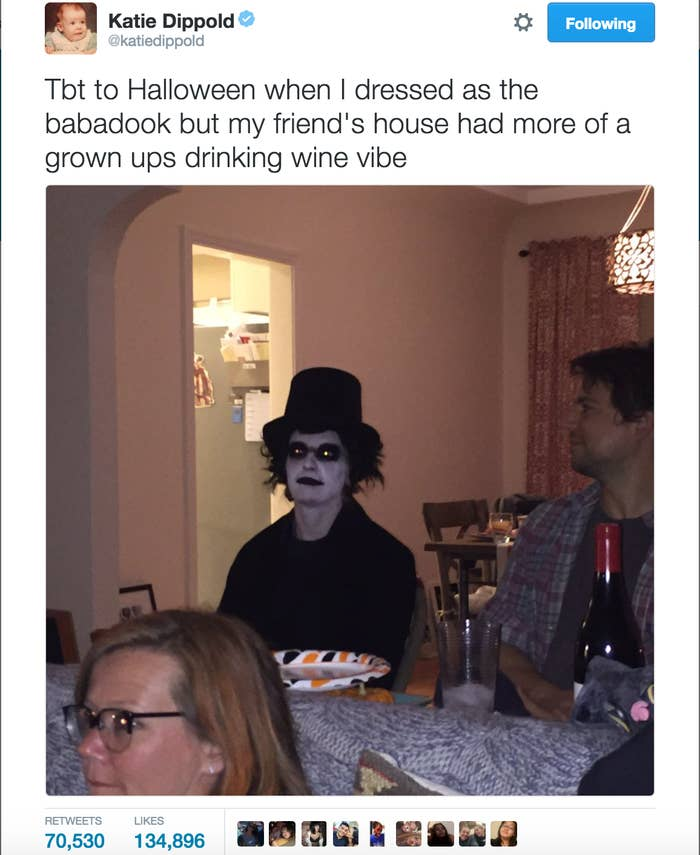 Katie Dippold
@katiedippold
Following
Tbt to Halloween when I dressed as the
babadook but my friend's house had more of a
grown ups drinking wine vibe
RETWEETS LIKES
70,530 134,896